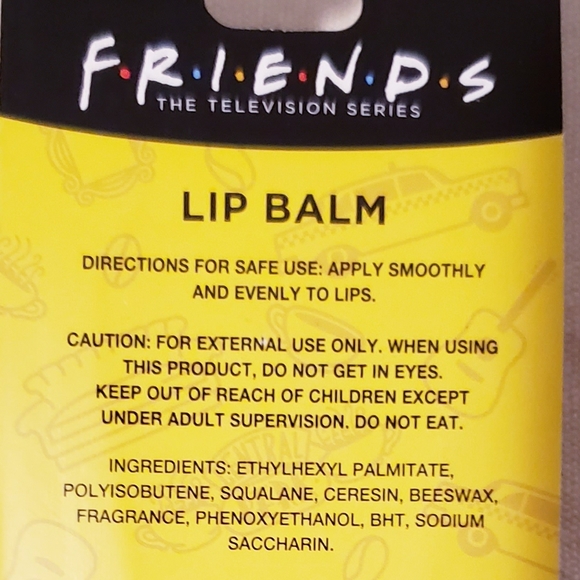 F·R·I·E·N·D·S
THE TELEVISION SERIES
LIP BALM
DIRECTIONS FOR SAFE USE: APPLY SMOOTHLY
AND EVENLY TO LIPS.
CAUTION: FOR EXTERNAL USE ONLY. WHEN USING
THIS PRODUCT, DO NOT GET IN EYES.
KEEP OUT OF REACH OF CHILDREN EXCEPT
UNDER ADULT SUPERVISION. DO NOT EAT.
INGREDIENTS: ETHYLHEXYL PALMITATE,
POLYISOBUTENE, SQUALANE, CERESIN, BEESWAX,
FRAGRANCE, PHENOXYETHANOL, BHT, SODIUM
SACCHARIN.